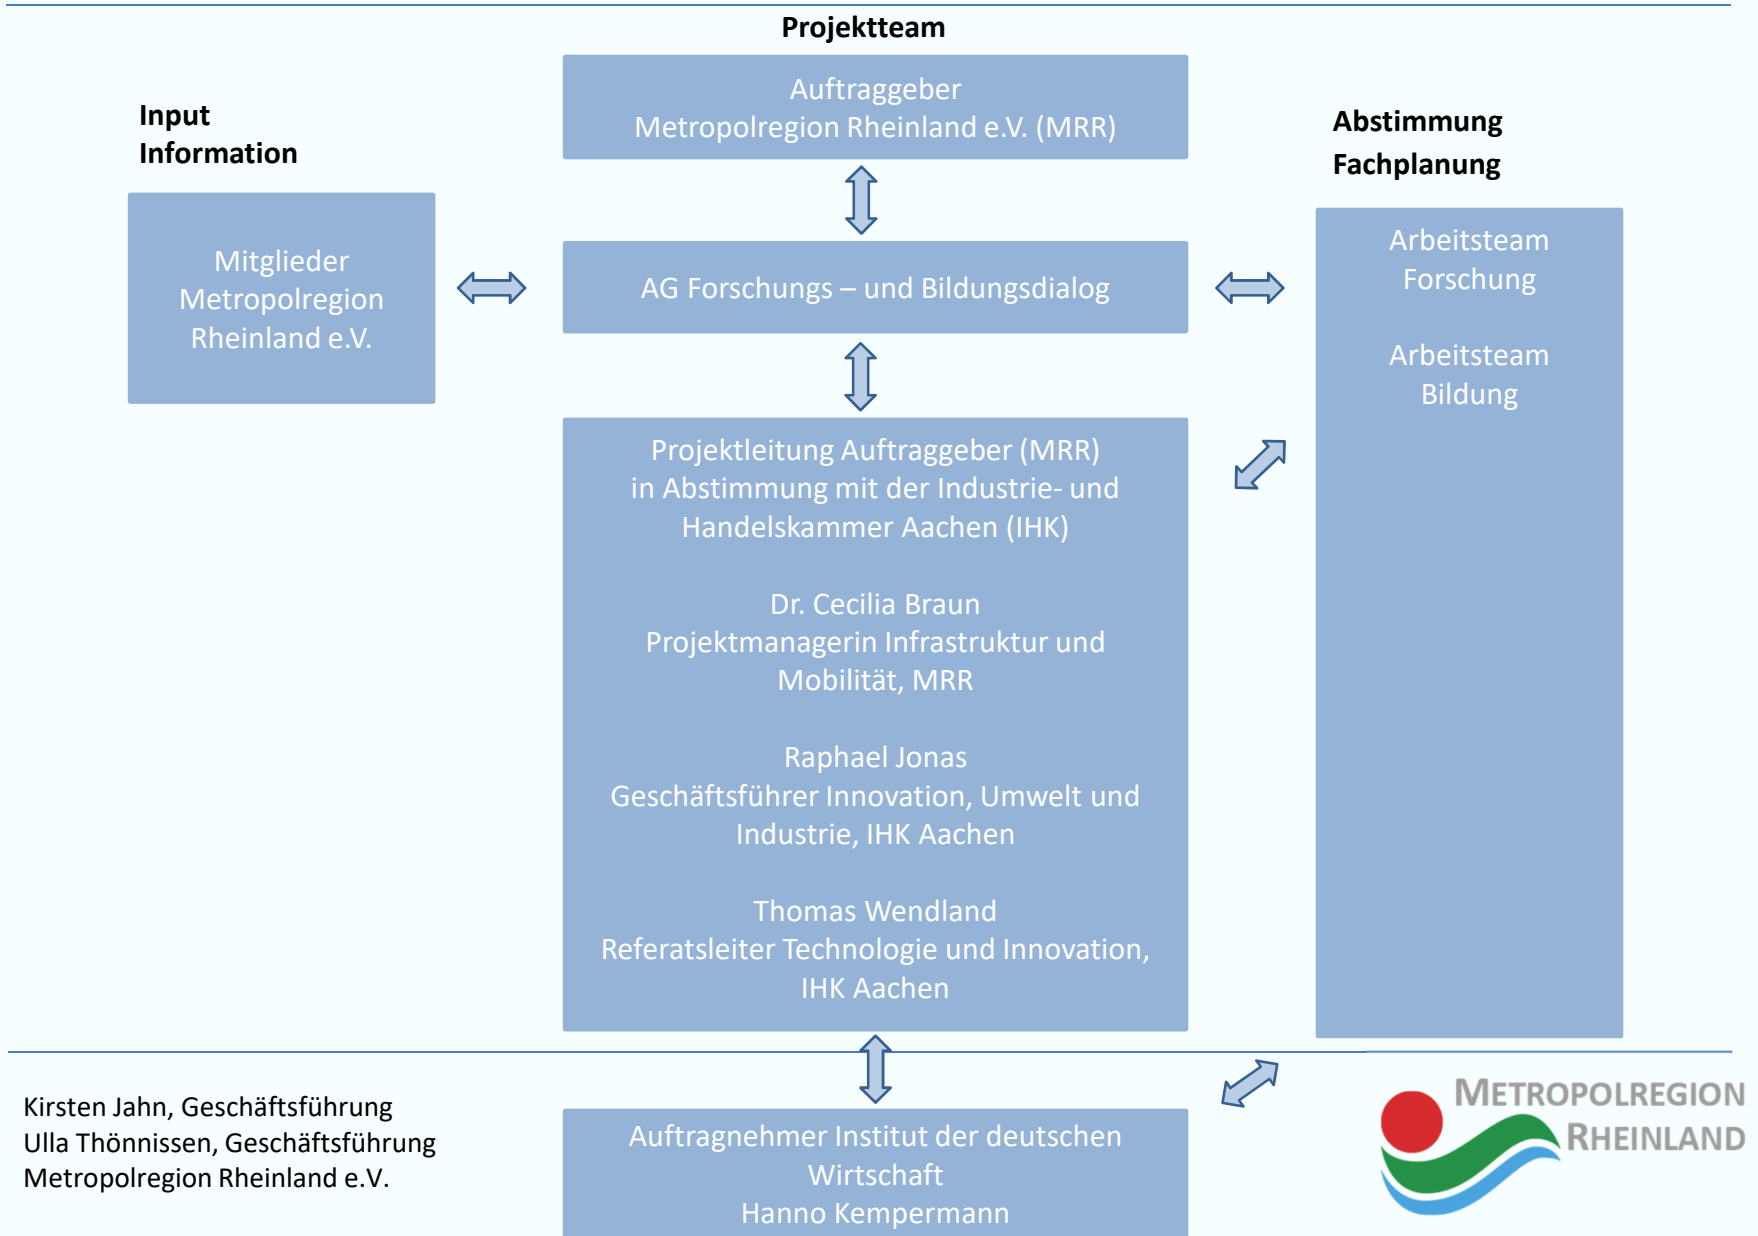 Projektteam
Auftraggeber
Metropolregion Rheinland e.V. (MRR)
Input
Information
Abstimmung
Fachplanung
Mitglieder
Metropolregion
Rheinland e.V.
AG Forschungs – und Bildungsdialog
Arbeitsteam
Forschung
Arbeitsteam
Bildung
Projektleitung Auftraggeber (MRR)
in Abstimmung mit der Industrie- und
Handelskammer Aachen (IHK)
Dr. Cecilia Braun
Projektmanagerin Infrastruktur und
Mobilität, MRR
Raphael Jonas
Geschäftsführer Innovation, Umwelt und
Industrie, IHK Aachen
Thomas Wendland
Referatsleiter Technologie und Innovation,
IHK Aachen
Kirsten Jahn, Geschäftsführung
Ulla Thönnissen, Geschäftsführung
Metropolregion Rheinland e.V.
Auftragnehmer Institut der deutschen
Wirtschaft
Hanno Kempermann
METROPOLREGION
RHEINLAND